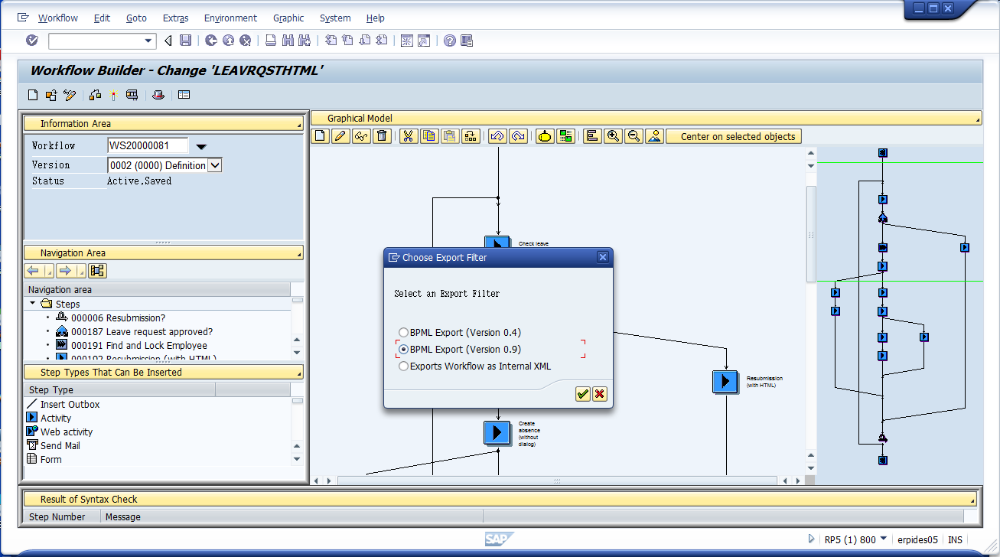 Workflow Edit Goto Extras Environment Graphic System Help
Workflow Builder - Change 'LEAVRQSTHTML'
Information Area
Workflow WS20000081
Version 0002 (0000) Definition
Status Active,Saved
Navigation Area
Navigation area
Steps
000006 Resubmission?
000187 Leave request approved?
000191 Find and Lock Employee
000192 Resubmission (with HTML)
Step Types That Can Be Inserted
Step Type
Insert Outbox
Activity
Web activity
Send Mail
Form
Graphical Model
Center on selected objects
Check leave
Choose Export Filter
Select an Export Filter
BPML Export (Version 0.4)
BPML Export (Version 0.9)
Exports Workflow as Internal XML
Resubmission
(with HTML)
Create
absence
(without
dialog)
Result of Syntax Check
Step Number Message
SAP
RP5 (1) 800 erpides05 INS